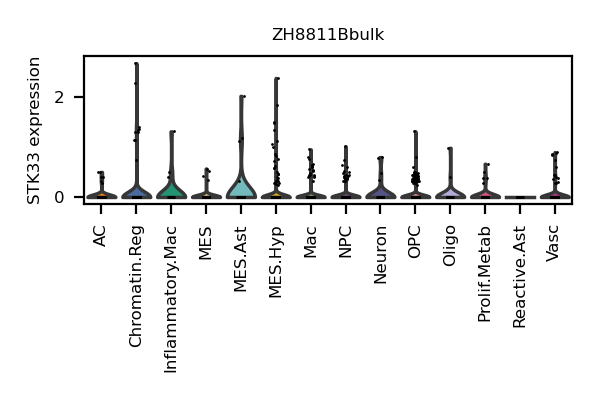 ZH8811Bbulk
STK33 expression
2
0
AC
Chromatin.Reg
Inflammatory.Mac
MES
MES.Ast
MES.Hyp
Mac
NPC
Neuron
OPC
Oligo
Prolif.Metab
Reactive.Ast
Vasc